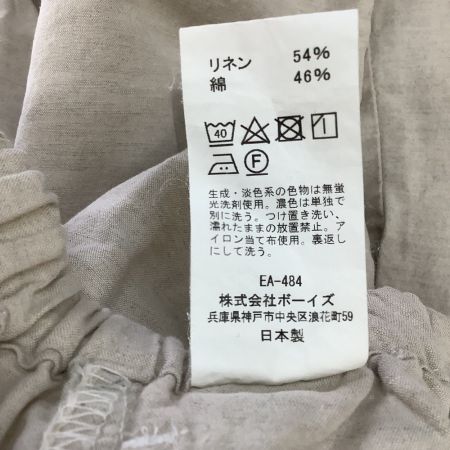 リネン 54%
綿 46%
40
F
生成・淡色系の色物は無蛍
光洗剤使用。濃色は単独で
別に洗う。つけ置き洗い、
濡れたままの放置禁止。ア
イロン当て布使用。裏返し
にして洗う。
EA-484
株式会社ボーイズ
兵庫県神戸市中央区浪花町59
日本製